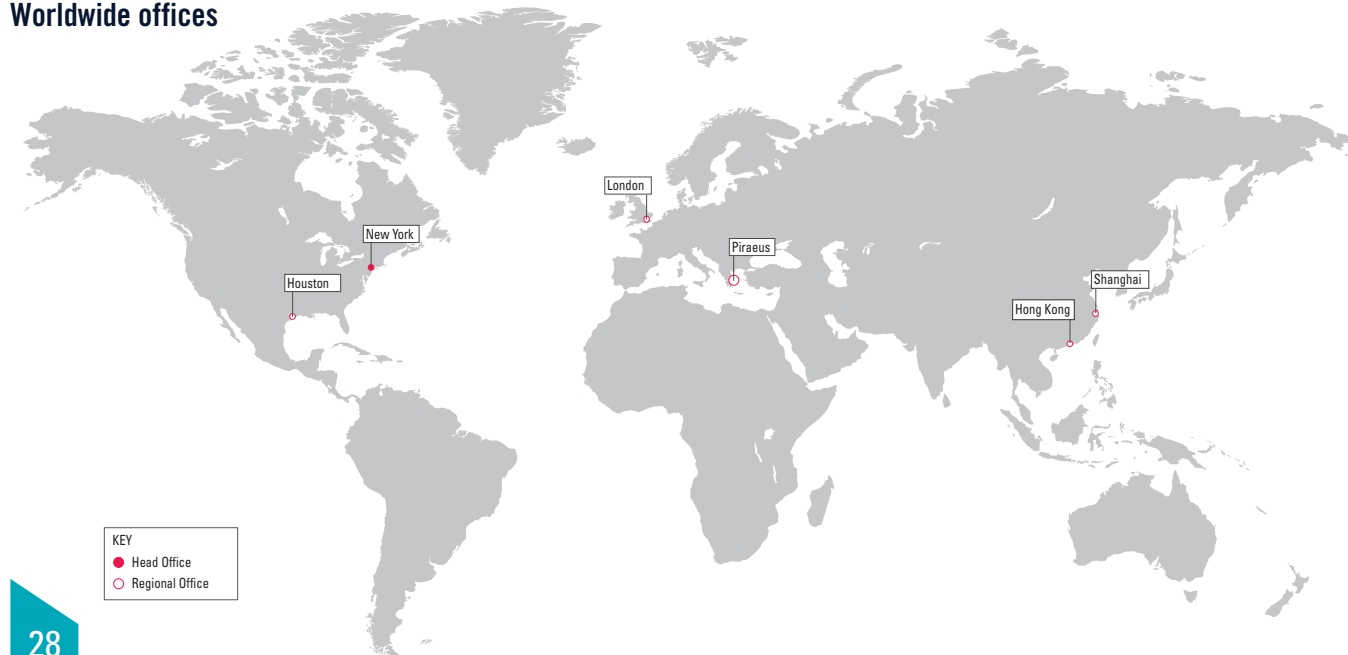 Worldwide offices
London
New York
Piraeus
Houston
Shanghai
Hong Kong
KEY
Head Office
Regional Office
28